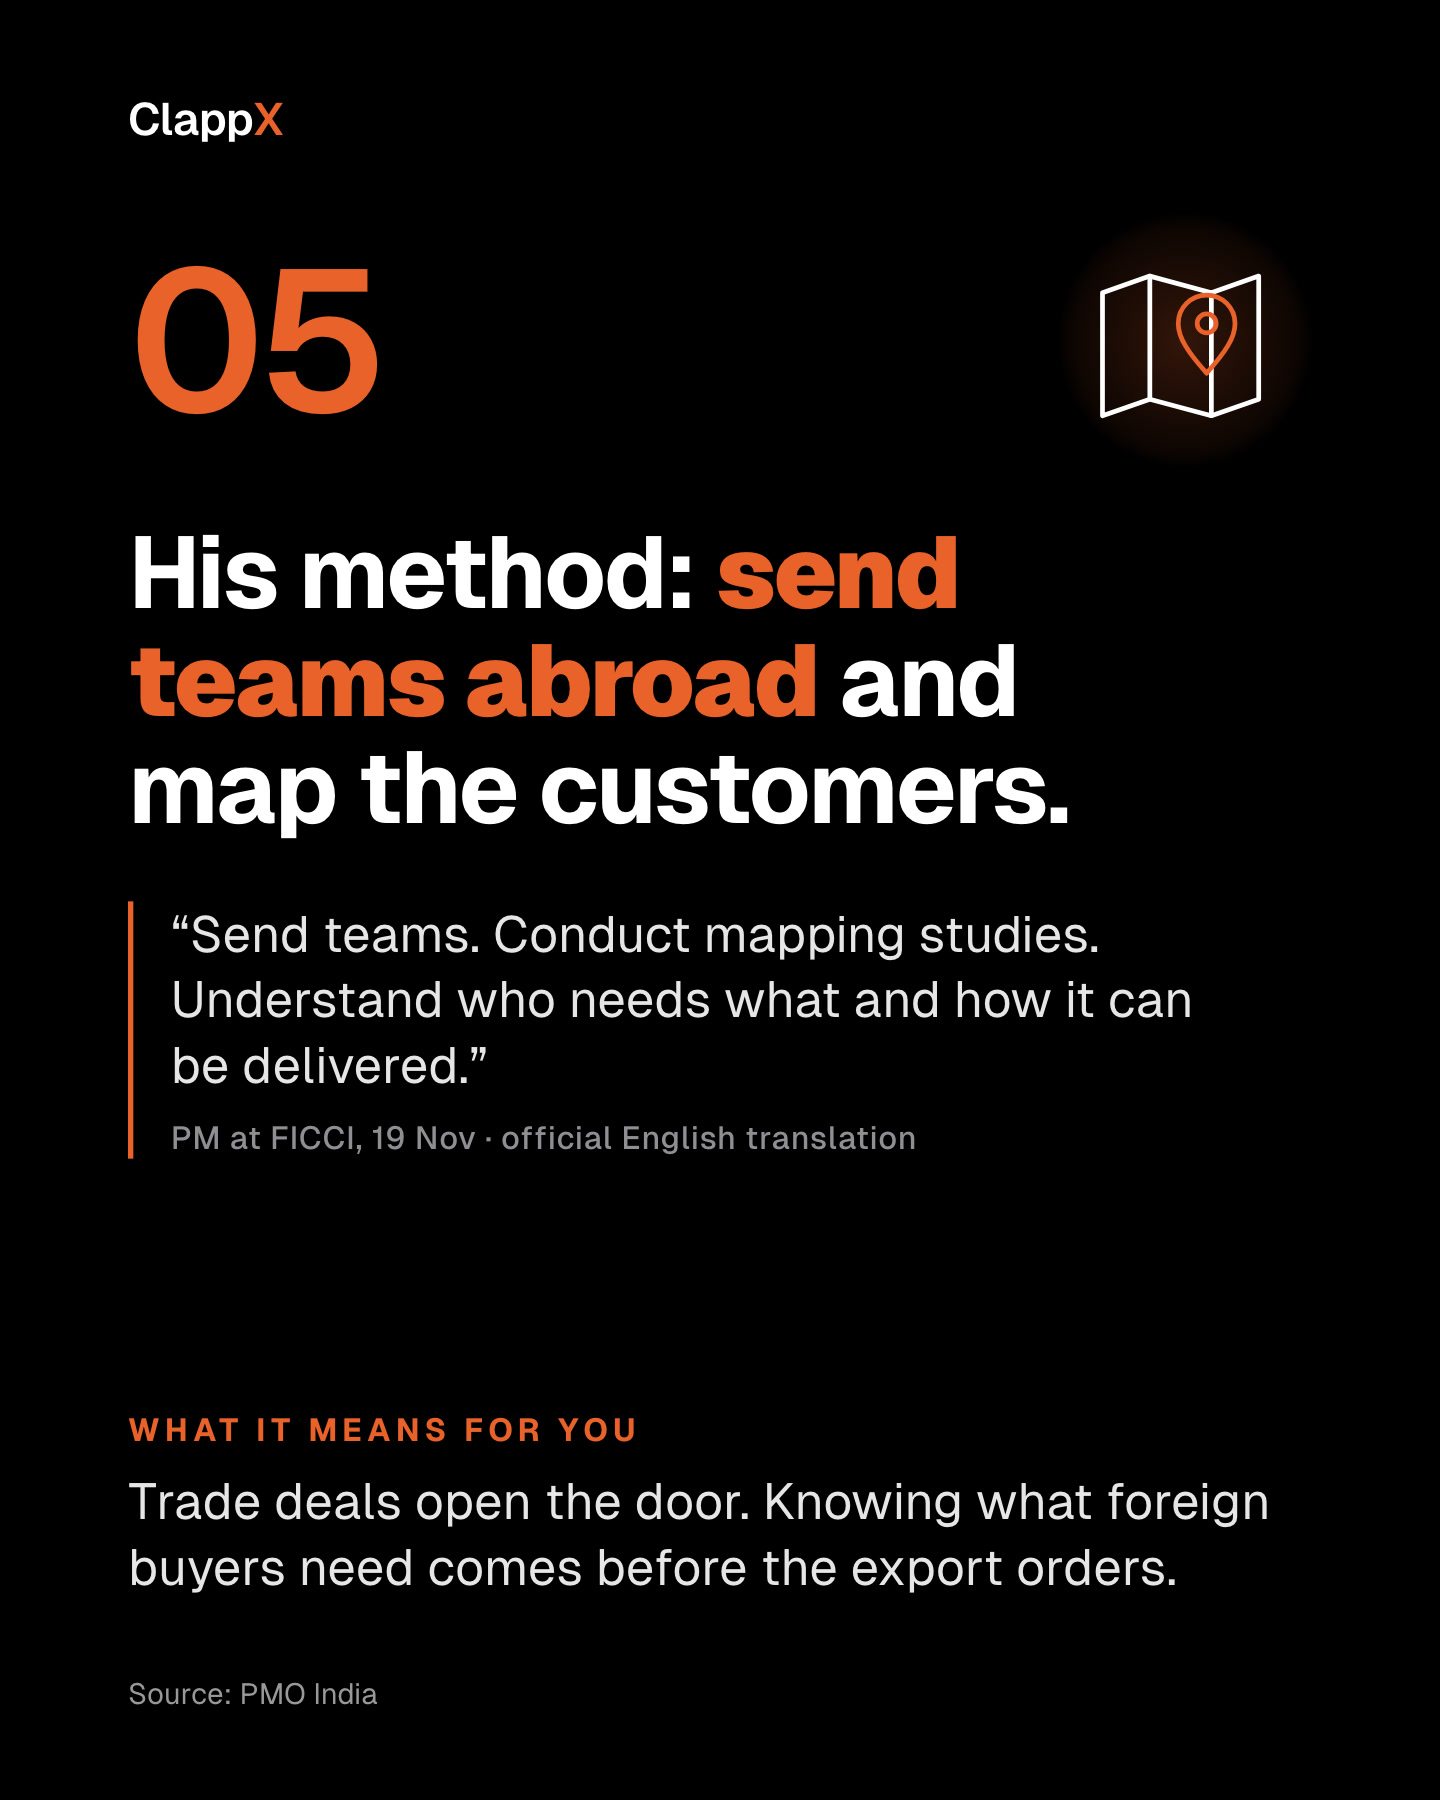 ClappX
05
His method: send
teams abroad and
map the customers.
“Send teams. Conduct mapping studies.
Understand who needs what and how it can
be delivered.”
PM at FICCI, 19 Nov · official English translation
WHAT IT MEANS FOR YOU
Trade deals open the door. Knowing what foreign
buyers need comes before the export orders.
Source: PMO India